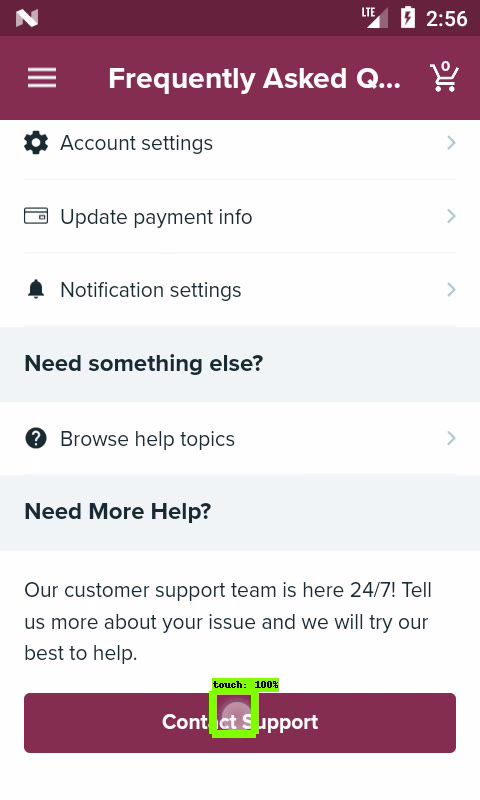 LTE 2:56
Frequently Asked Q... 0
Account settings
Update payment info
Notification settings
Need something else?
Browse help topics
Need More Help?
Our customer support team is here 24/7! Tell
us more about your issue and we will try our
best to help.
touch: 100%
Contact Support